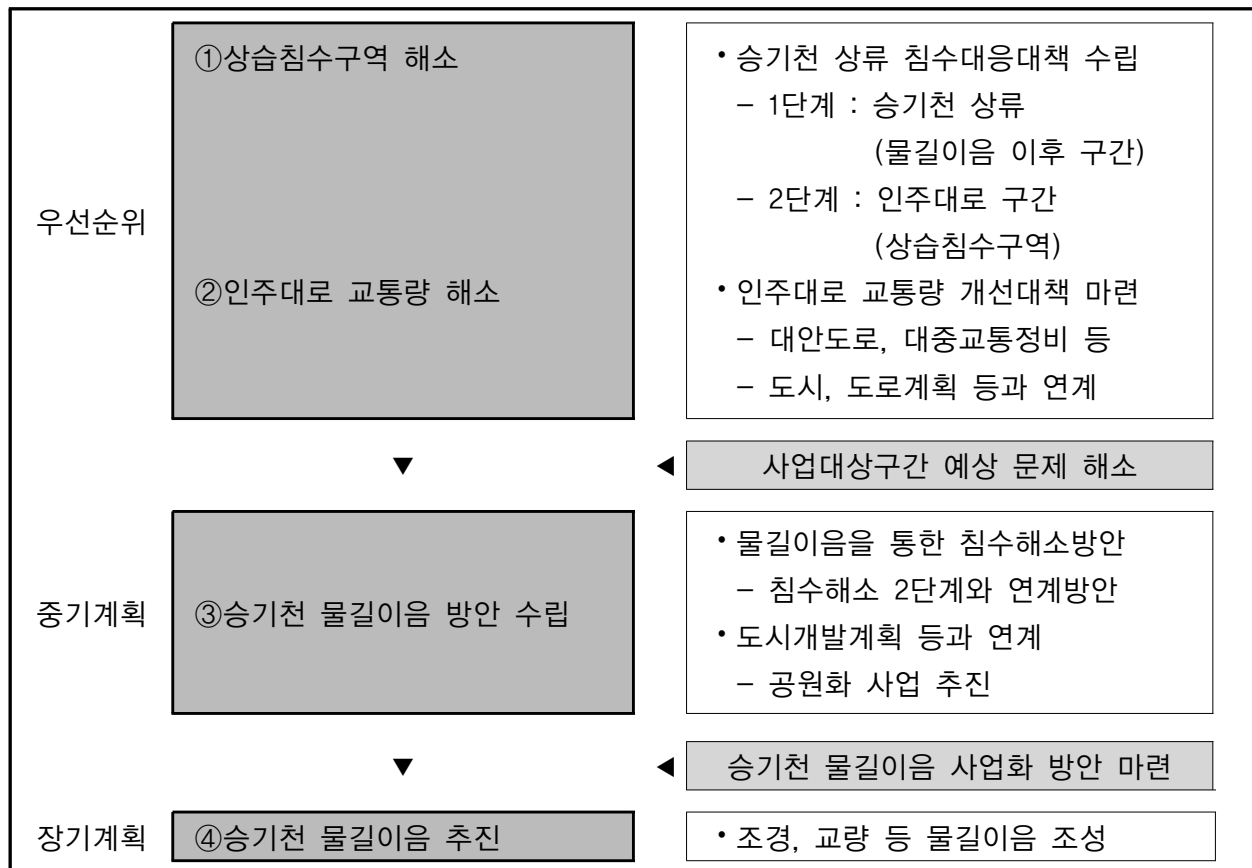 우선순위
①상습침수구역 해소
②인주대로 교통량 해소
• 승기천 상류 침수대응대책 수립
– 1단계 : 승기천 상류
(물길이음 이후 구간)
– 2단계 : 인주대로 구간
(상습침수구역)
• 인주대로 교통량 개선대책 마련
– 대안도로, 대중교통정비 등
– 도시, 도로계획 등과 연계
▼ ◀ 사업대상구간 예상 문제 해소
중기계획
③승기천 물길이음 방안 수립
• 물길이음을 통한 침수해소방안
– 침수해소 2단계와 연계방안
• 도시개발계획 등과 연계
– 공원화 사업 추진
▼ ◀ 승기천 물길이음 사업화 방안 마련
장기계획
④승기천 물길이음 추진
• 조경, 교량 등 물길이음 조성